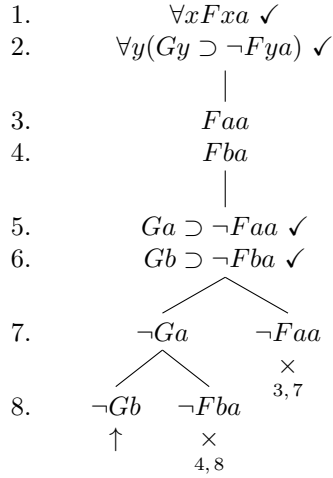 1. ∀xFxa ✓
2. ∀y(Gy ⊃ ¬Fya) ✓
3. Faa
4. Fba
5. Ga ⊃ ¬Faa ✓
6. Gb ⊃ ¬Fba ✓
7. ¬Ga ¬Faa
×
3, 7
8. ¬Gb ¬Fba
↑ ×
4, 8